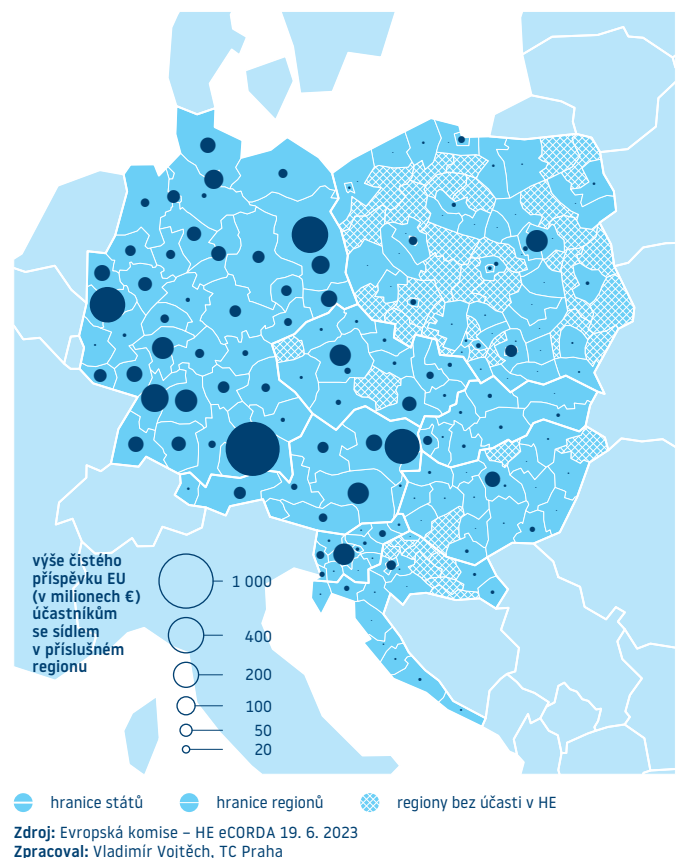 výše čistého
příspěvku EU
(v milionech €)
účastníkům
se sídlem
v příslušném
regionu
1 000
400
200
100
50
20
hranice států hranice regionů regiony bez účasti v HE
Zdroj: Evropská komise – HE eCORDA 19. 6. 2023
Zpracoval: Vladimír Vojtěch, TC Praha